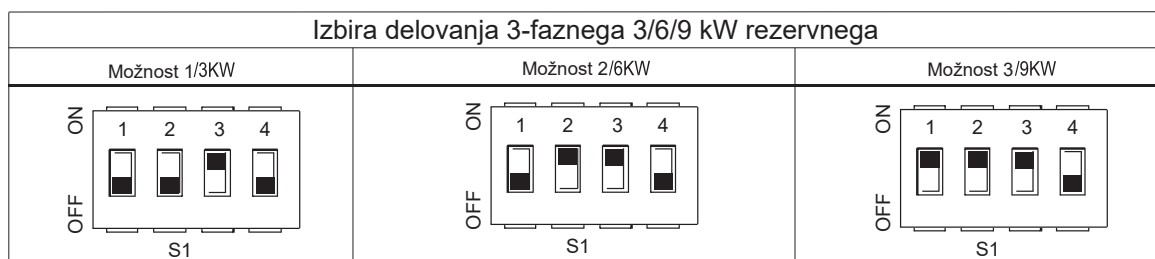 Izbira delovanja 3-faznega 3/6/9 kW rezervnega
Možnost 1/3KW
Možnost 2/6KW
Možnost 3/9KW
ON
1 2 3 4
OFF
S1
ON
1 2 3 4
OFF
S1
ON
1 2 3 4
OFF
S1